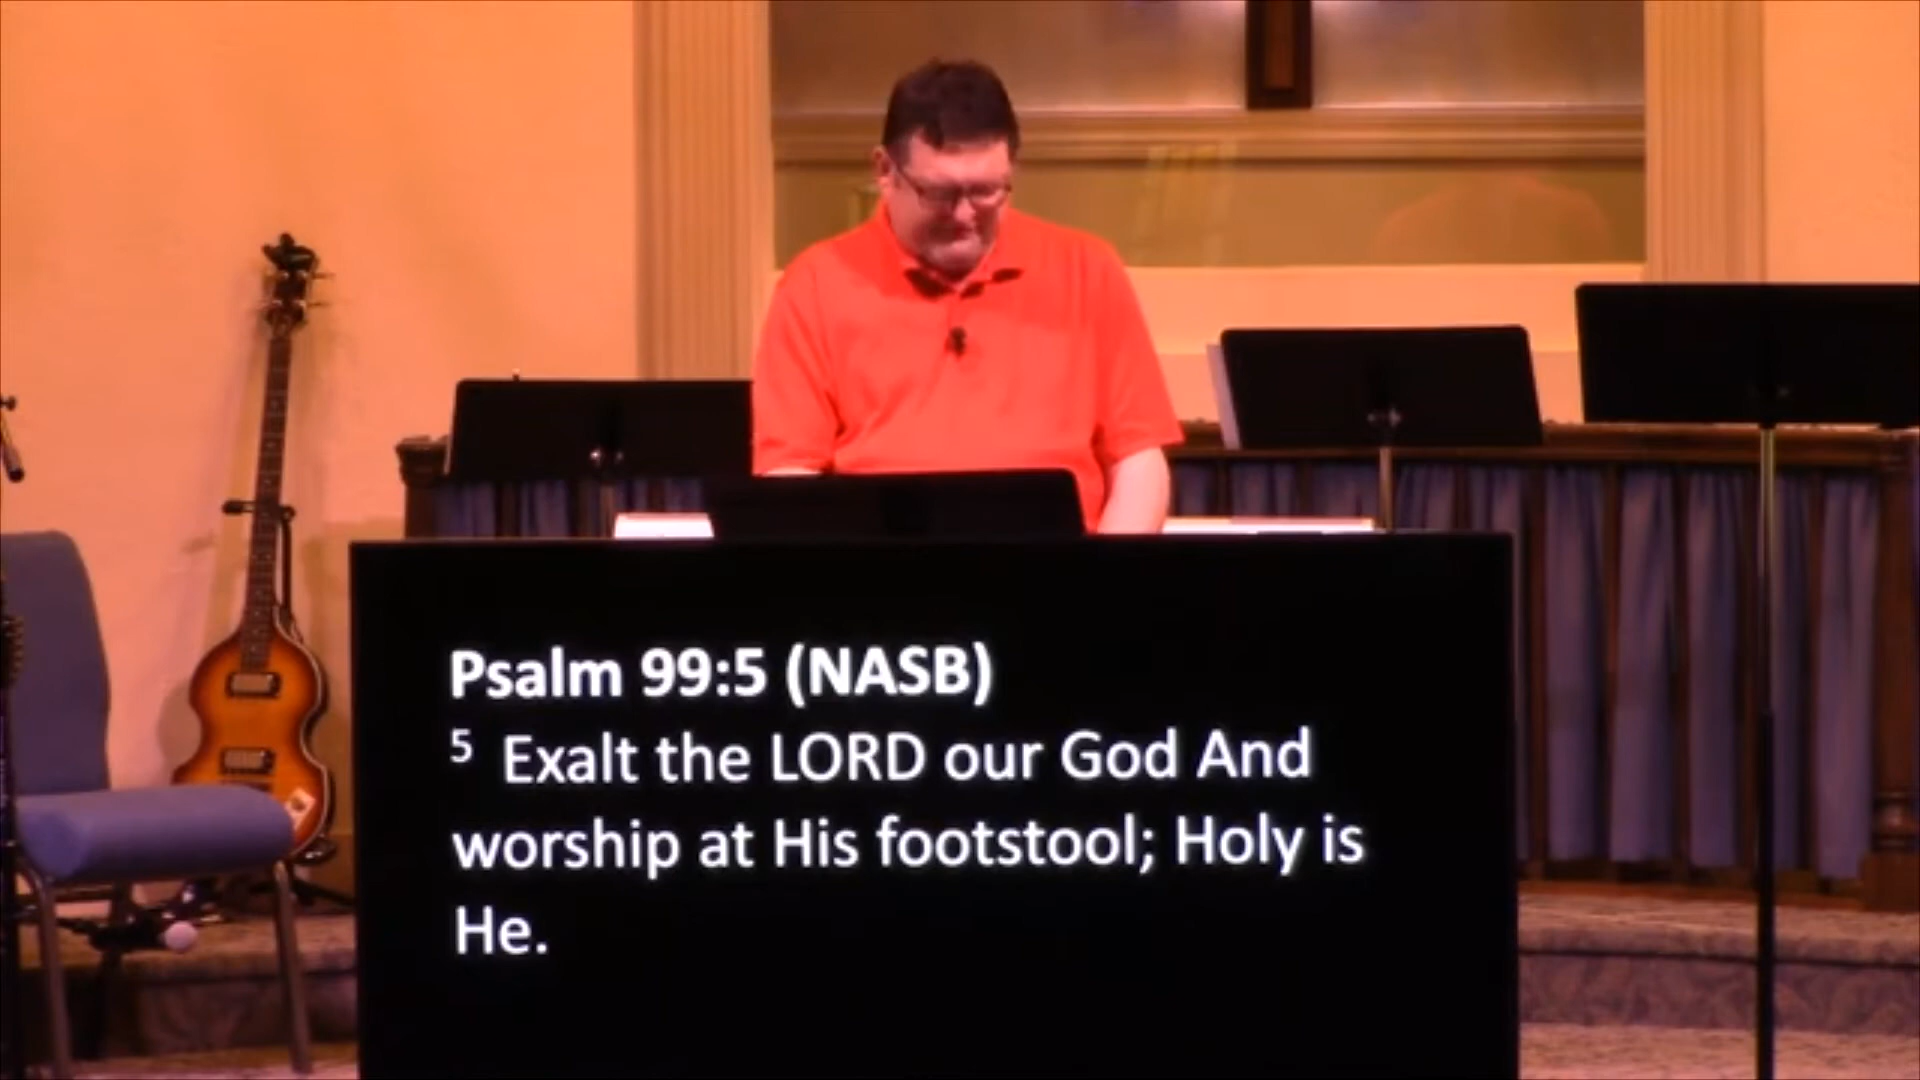 Psalm 99:5 (NASB)
5 Exalt the LORD our God And
worship at His footstool; Holy is
He.